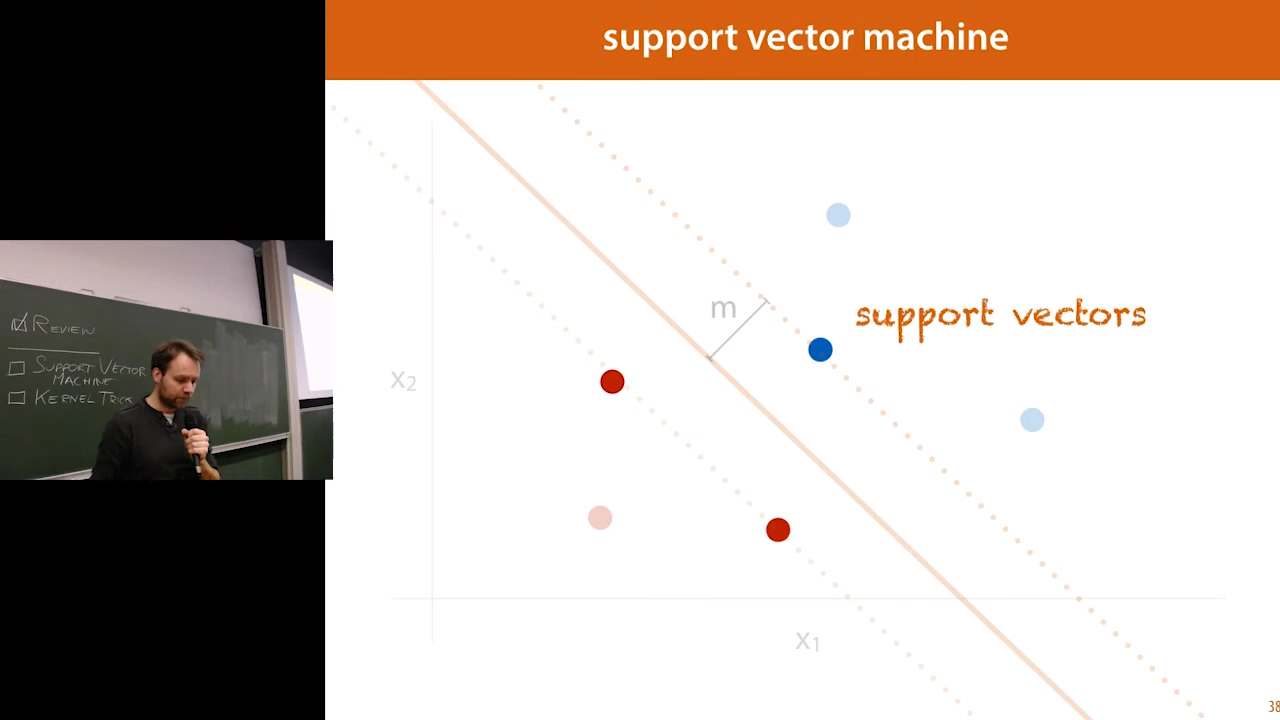 support vector machine
m
support vectors
x2
x1
38
☑ REVIEW
☐ SUPPORT VECTOR
MACHINE
☐ KERNEL TRICK